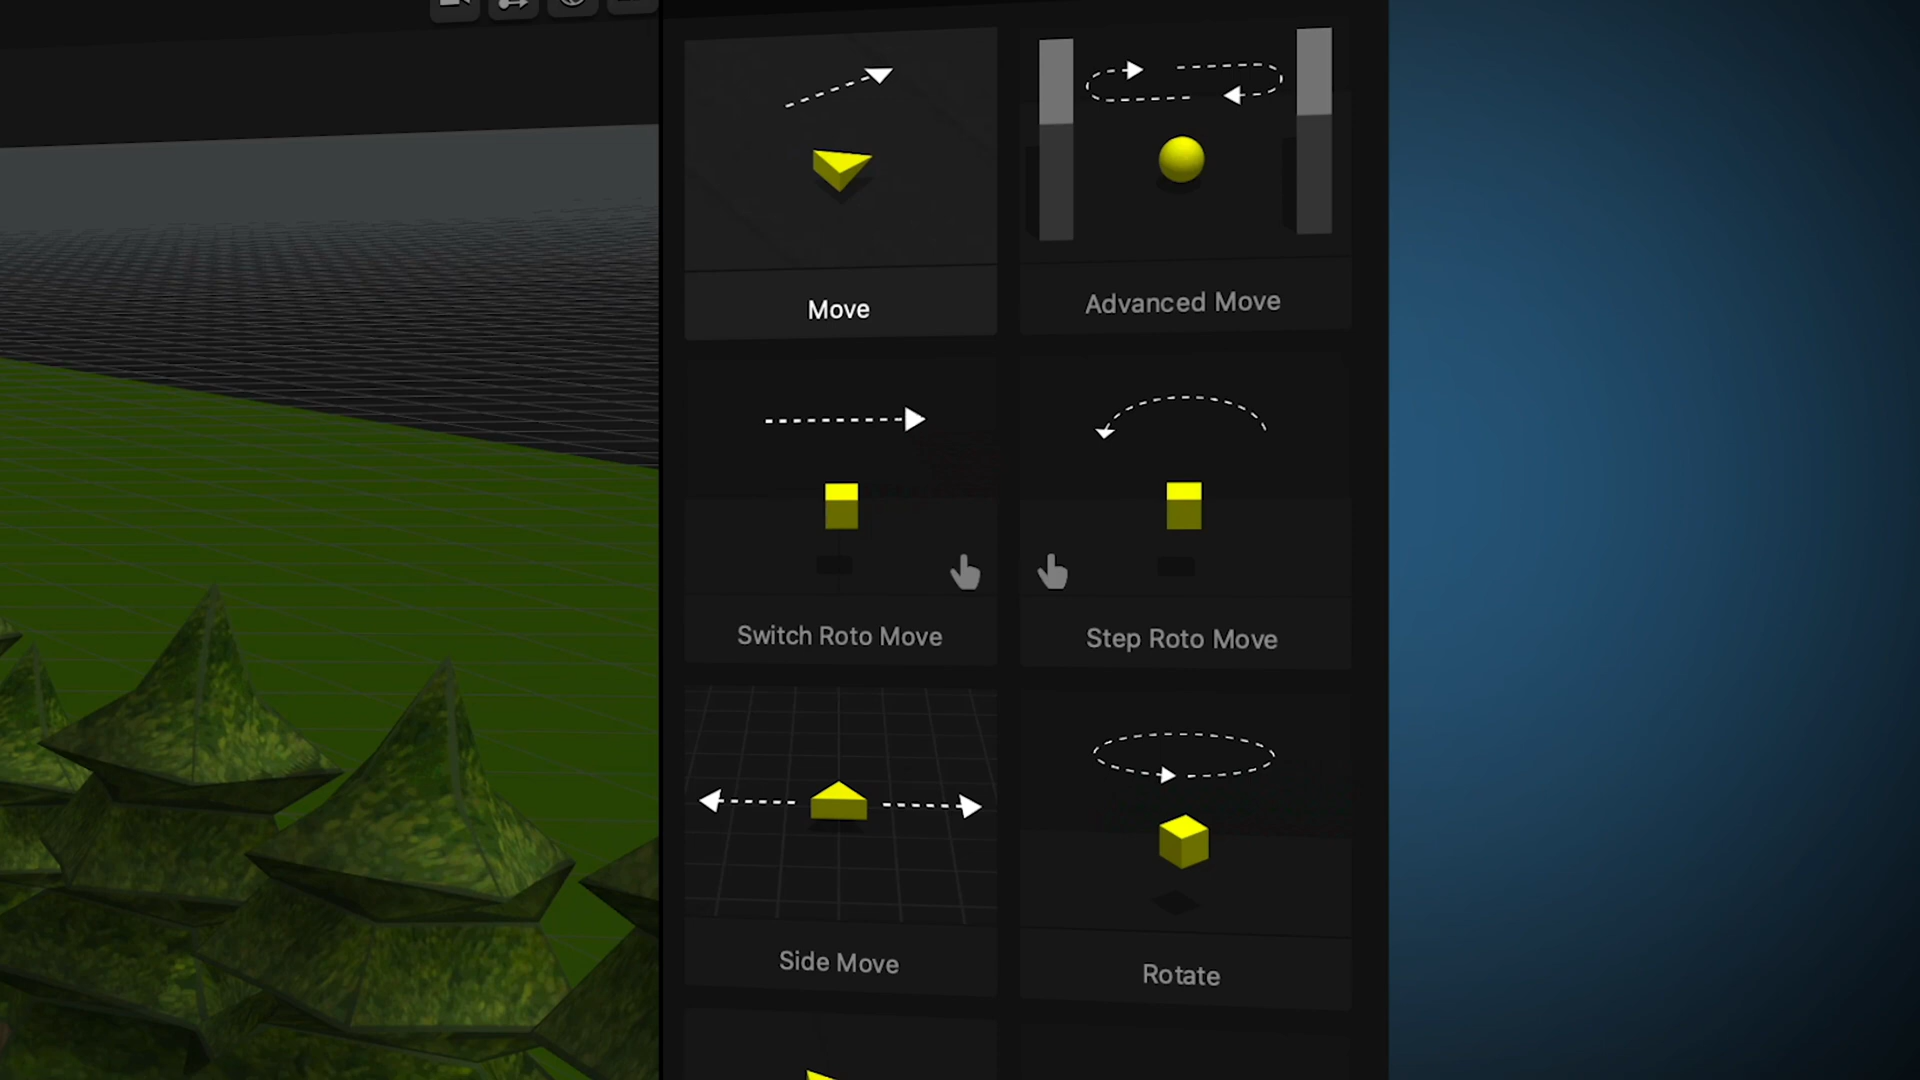 Move
Advanced Move
Switch Roto Move
Step Roto Move
Side Move
Rotate